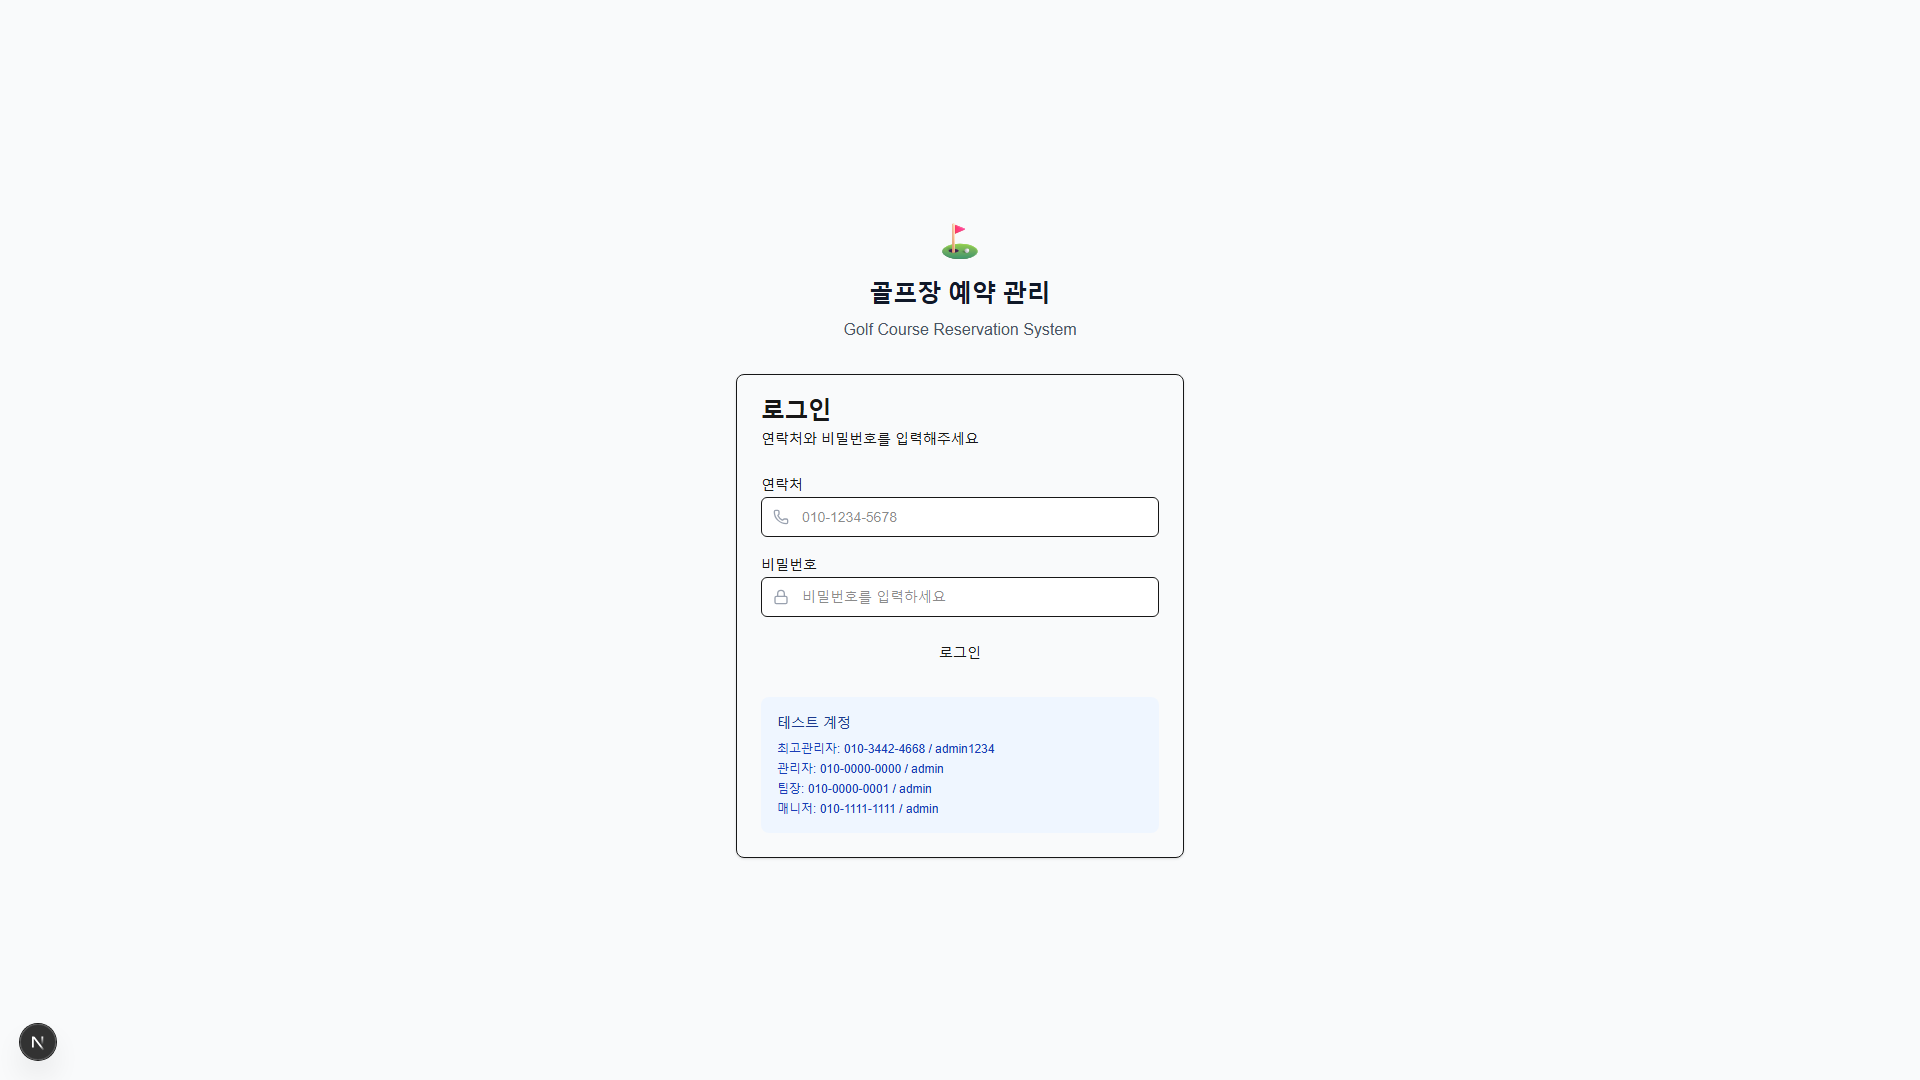 골프장 예약 관리
Golf Course Reservation System
로그인
연락처와 비밀번호를 입력해주세요
연락처
010-1234-5678
비밀번호
비밀번호를 입력하세요
로그인
테스트 계정
최고관리자: 010-3442-4668 / admin1234
관리자: 010-0000-0000 / admin
팀장: 010-0000-0001 / admin
매니저: 010-1111-1111 / admin
N